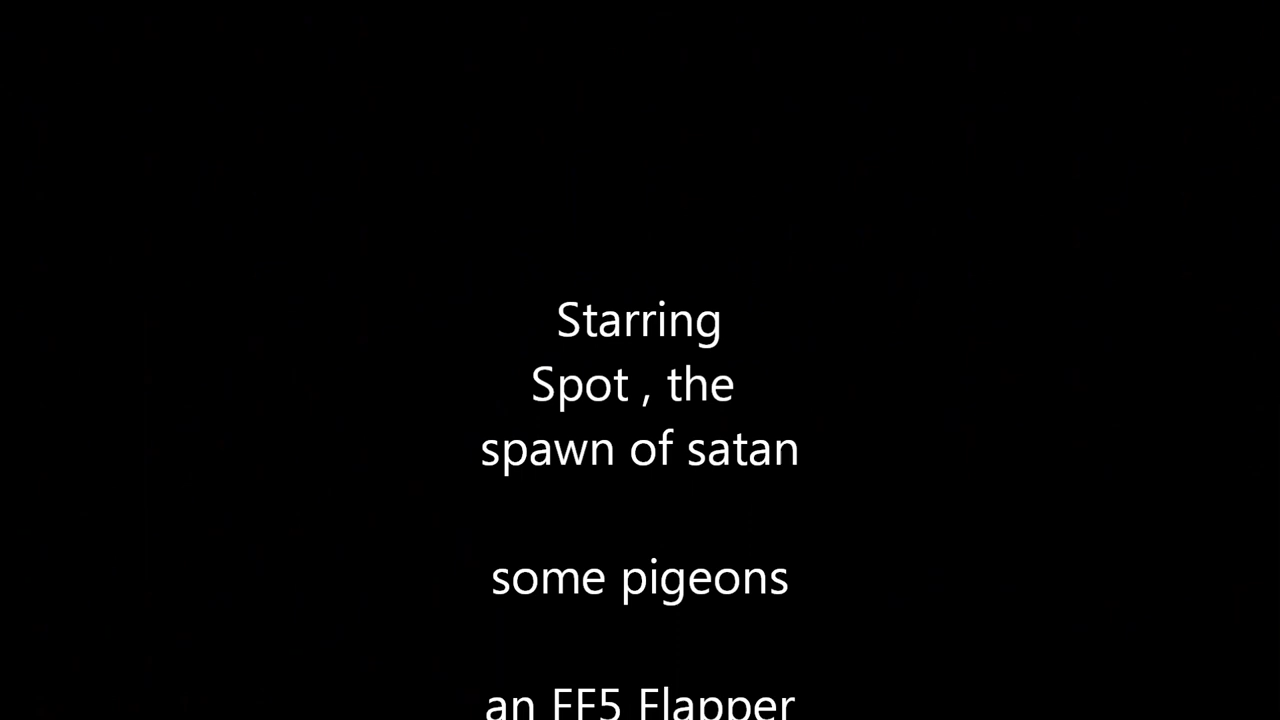 Starring
Spot , the
spawn of satan
some pigeons
an FF5 Flapper